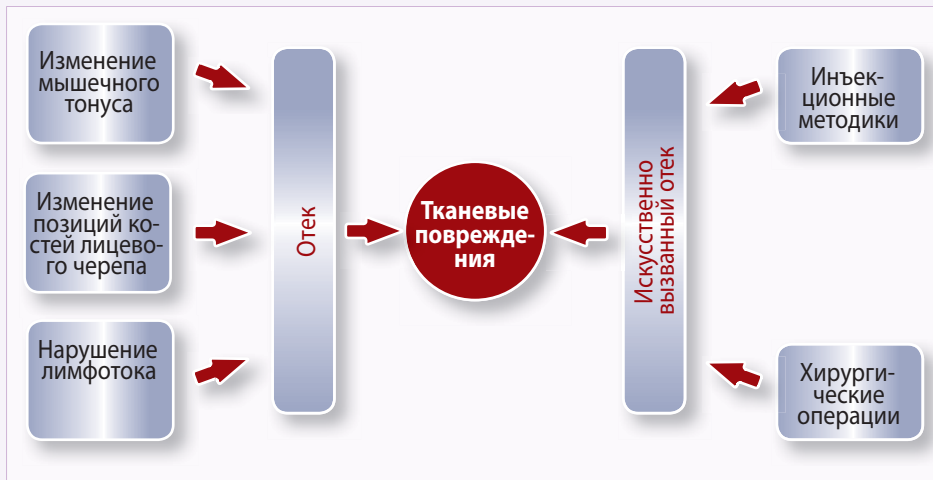 Изменение
мышечного
тонуса
Изменение
позиций ко-
стей лицево-
го черепа
Нарушение
лимфотока
Отек
Тканевые
поврежде-
ния
Искусственно
вызванный отек
Инъек-
ционные
методики
Хирурги-
ческие
операции